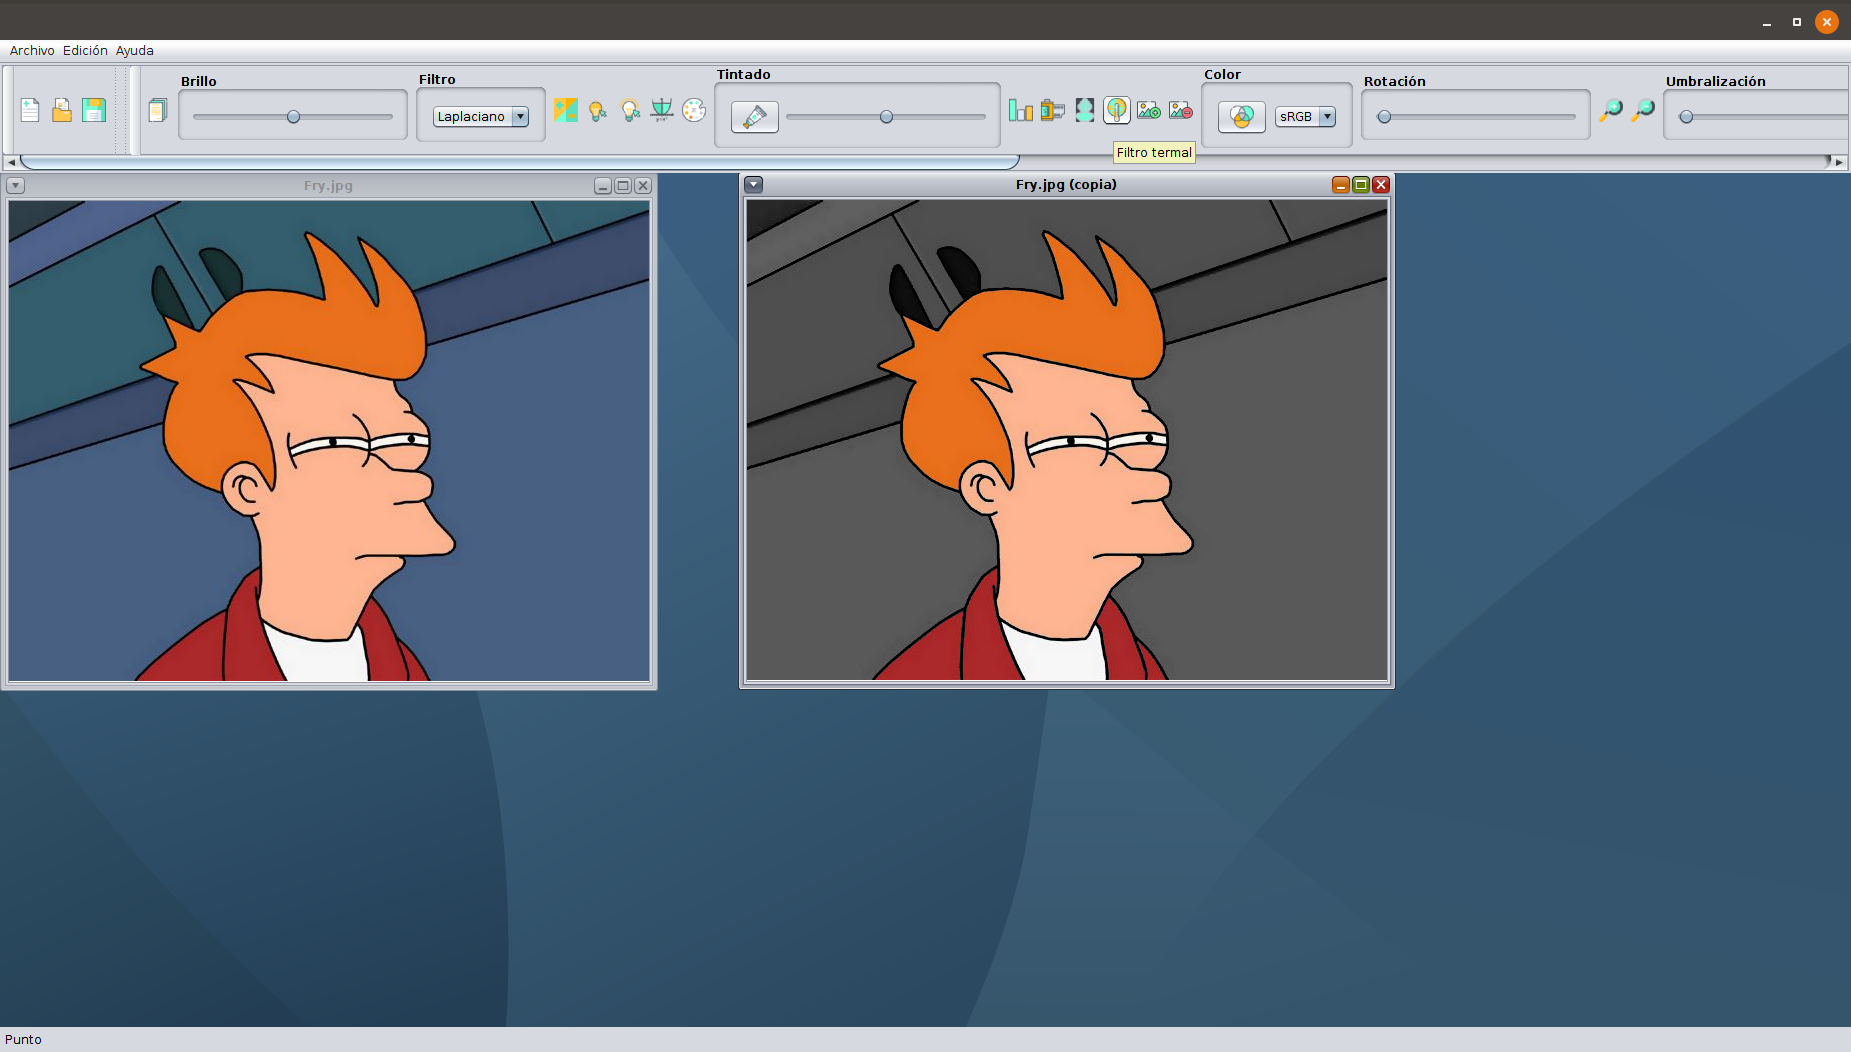 Archivo Edición Ayuda
Brillo
Filtro
Tintado
Color
Rotación
Umbralización
Laplaciano
sRGB
Filtro termal
Fry.jpg
Fry.jpg (copia)
Punto